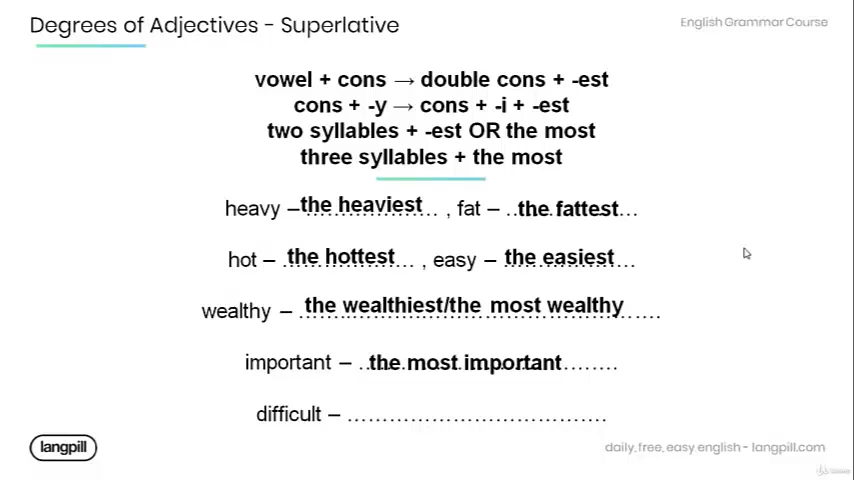 Degrees of Adjectives - Superlative
English Grammar Course
vowel + cons → double cons + -est
cons + -y → cons + -i + -est
two syllables + -est OR the most
three syllables + the most
heavy – the heaviest , fat – the fattest
hot – the hottest , easy – the easiest
wealthy – the wealthiest/the most wealthy
important – the most important
difficult – ……………………………….
langpill
daily, free, easy english - langpill.com